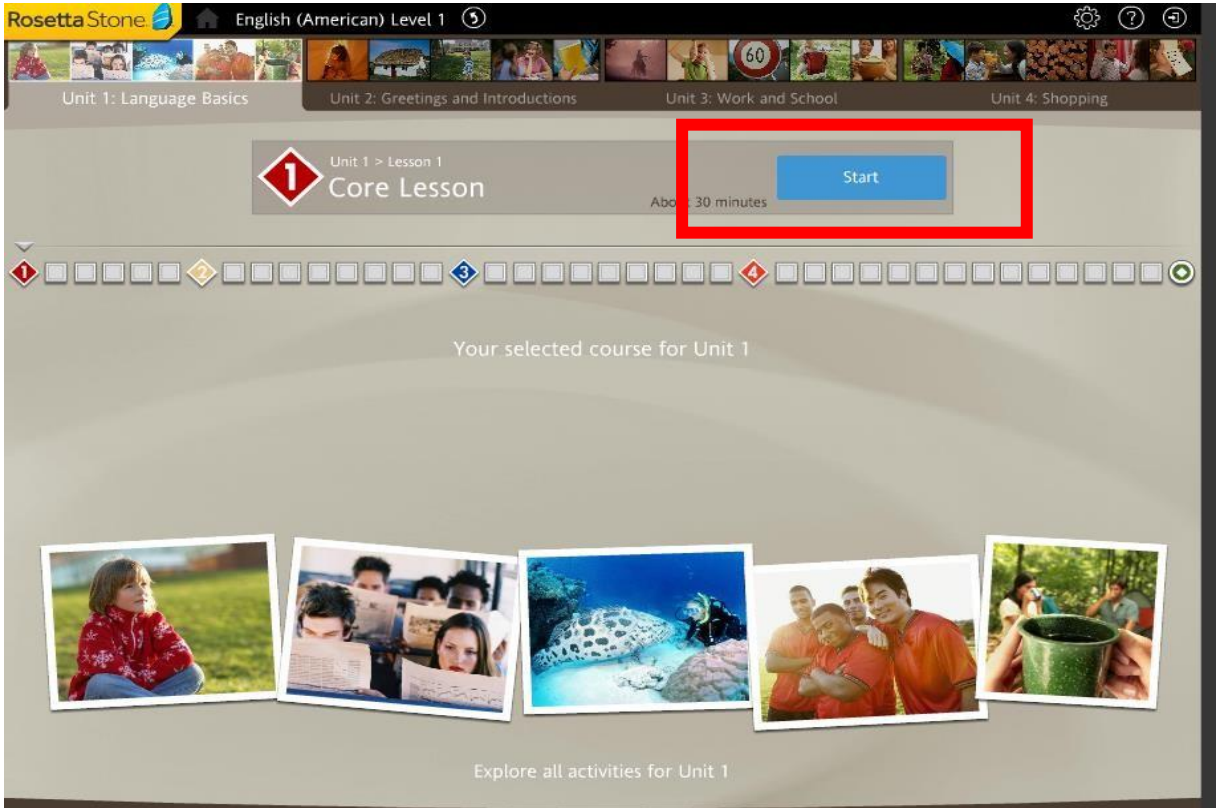 Rosetta Stone English (American) Level 1 5 ?
60
Unit 1: Language Basics Unit 2: Greetings and Introductions Unit 3: Work and School Unit 4: Shopping
Unit 1 > Lesson 1
1 Core Lesson
Start
About 30 minutes
1 2 3 4
Your selected course for Unit 1
Explore all activities for Unit 1